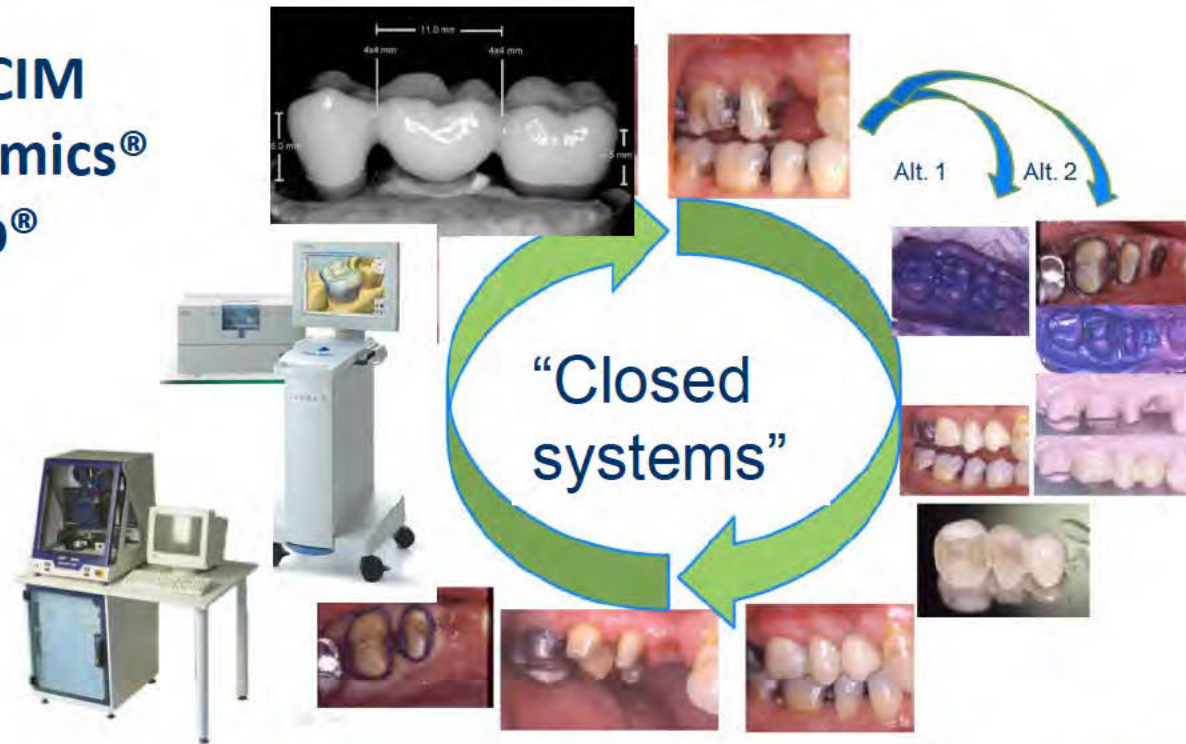 CIM
mics®
®
11.0 mm
4x4 mm
4x4 mm
Alt. 1
Alt. 2
“Closed
systems”